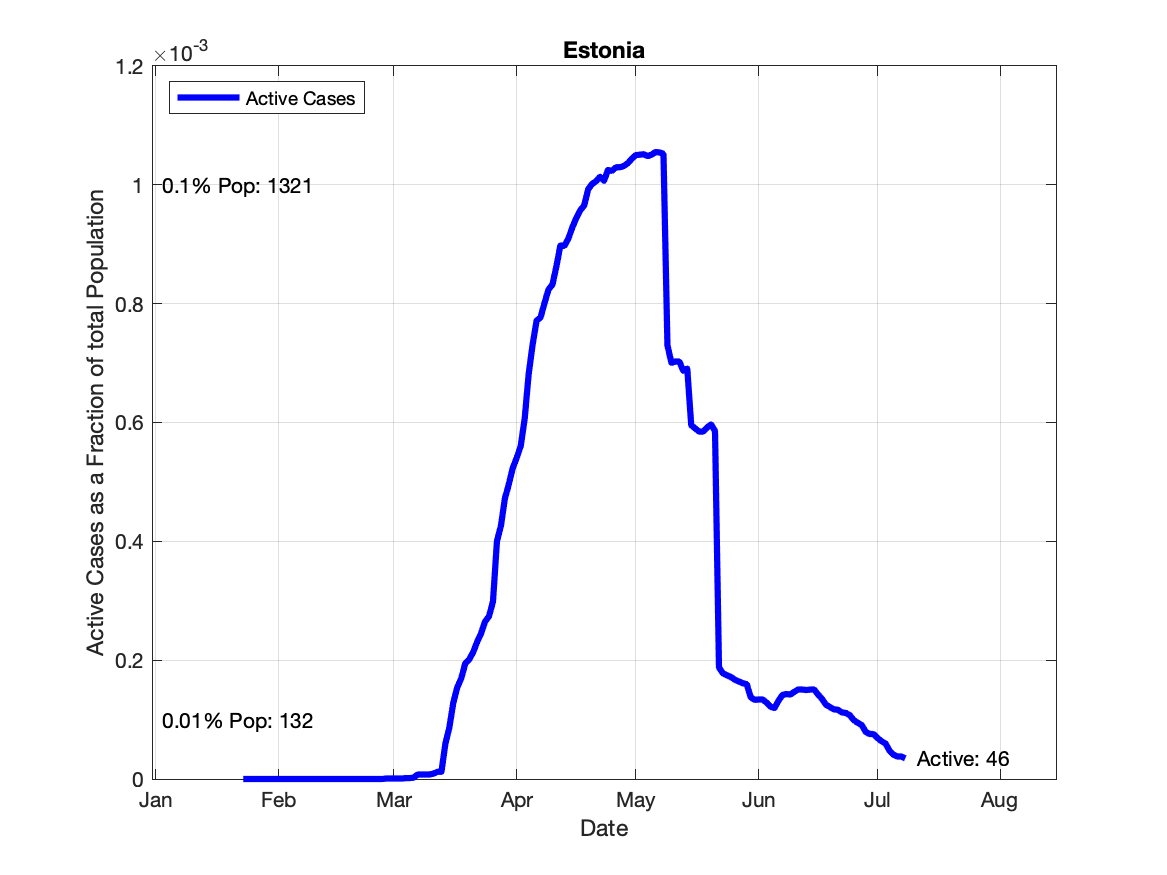 Estonia
×10-3
Active Cases
1.2
1
0.8
0.6
0.4
0.2
0
0.1% Pop: 1321
0.01% Pop: 132
Active: 46
Active Cases as a Fraction of total Population
Jan Feb Mar Apr May Jun Jul Aug
Date